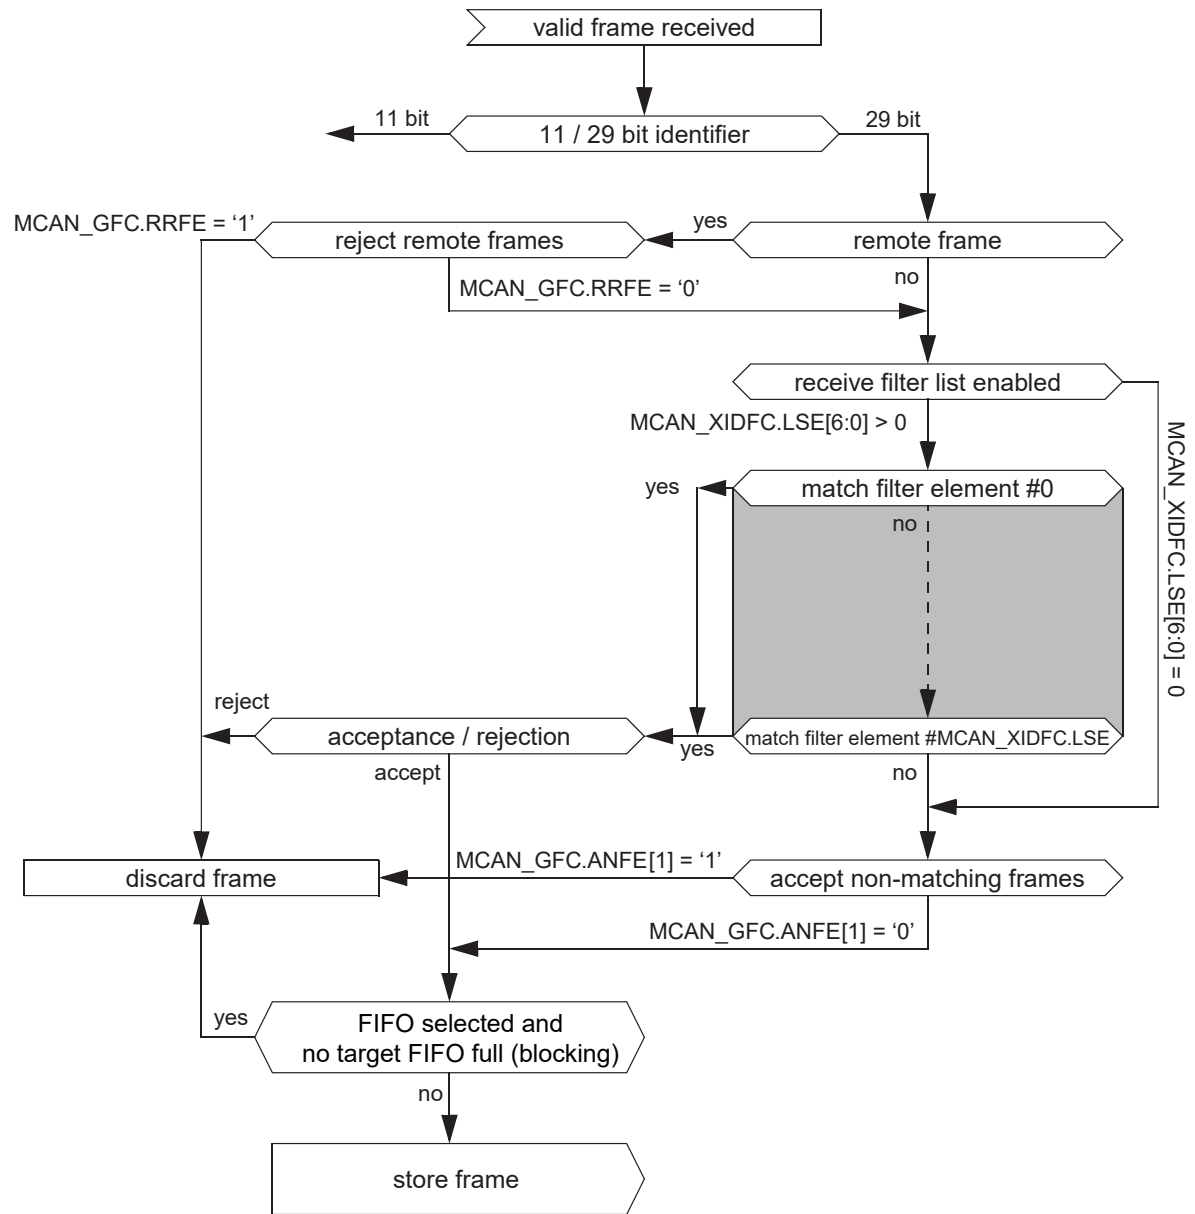 valid frame received
11 bit
11 / 29 bit identifier
29 bit
MCAN_GFC.RRFE = ‘1’
reject remote frames
yes
remote frame
MCAN_GFC.RRFE = ‘0’
no
receive filter list enabled
MCAN_XIDFC.LSE[6:0] > 0
MCAN_XIDFC.LSE[6:0] = 0
yes
match filter element #0
no
reject
acceptance / rejection
yes
match filter element #MCAN_XIDFC.LSE
accept
no
discard frame
MCAN_GFC.ANFE[1] = ‘1’
accept non-matching frames
MCAN_GFC.ANFE[1] = ‘0’
yes
FIFO selected and
no target FIFO full (blocking)
no
store frame